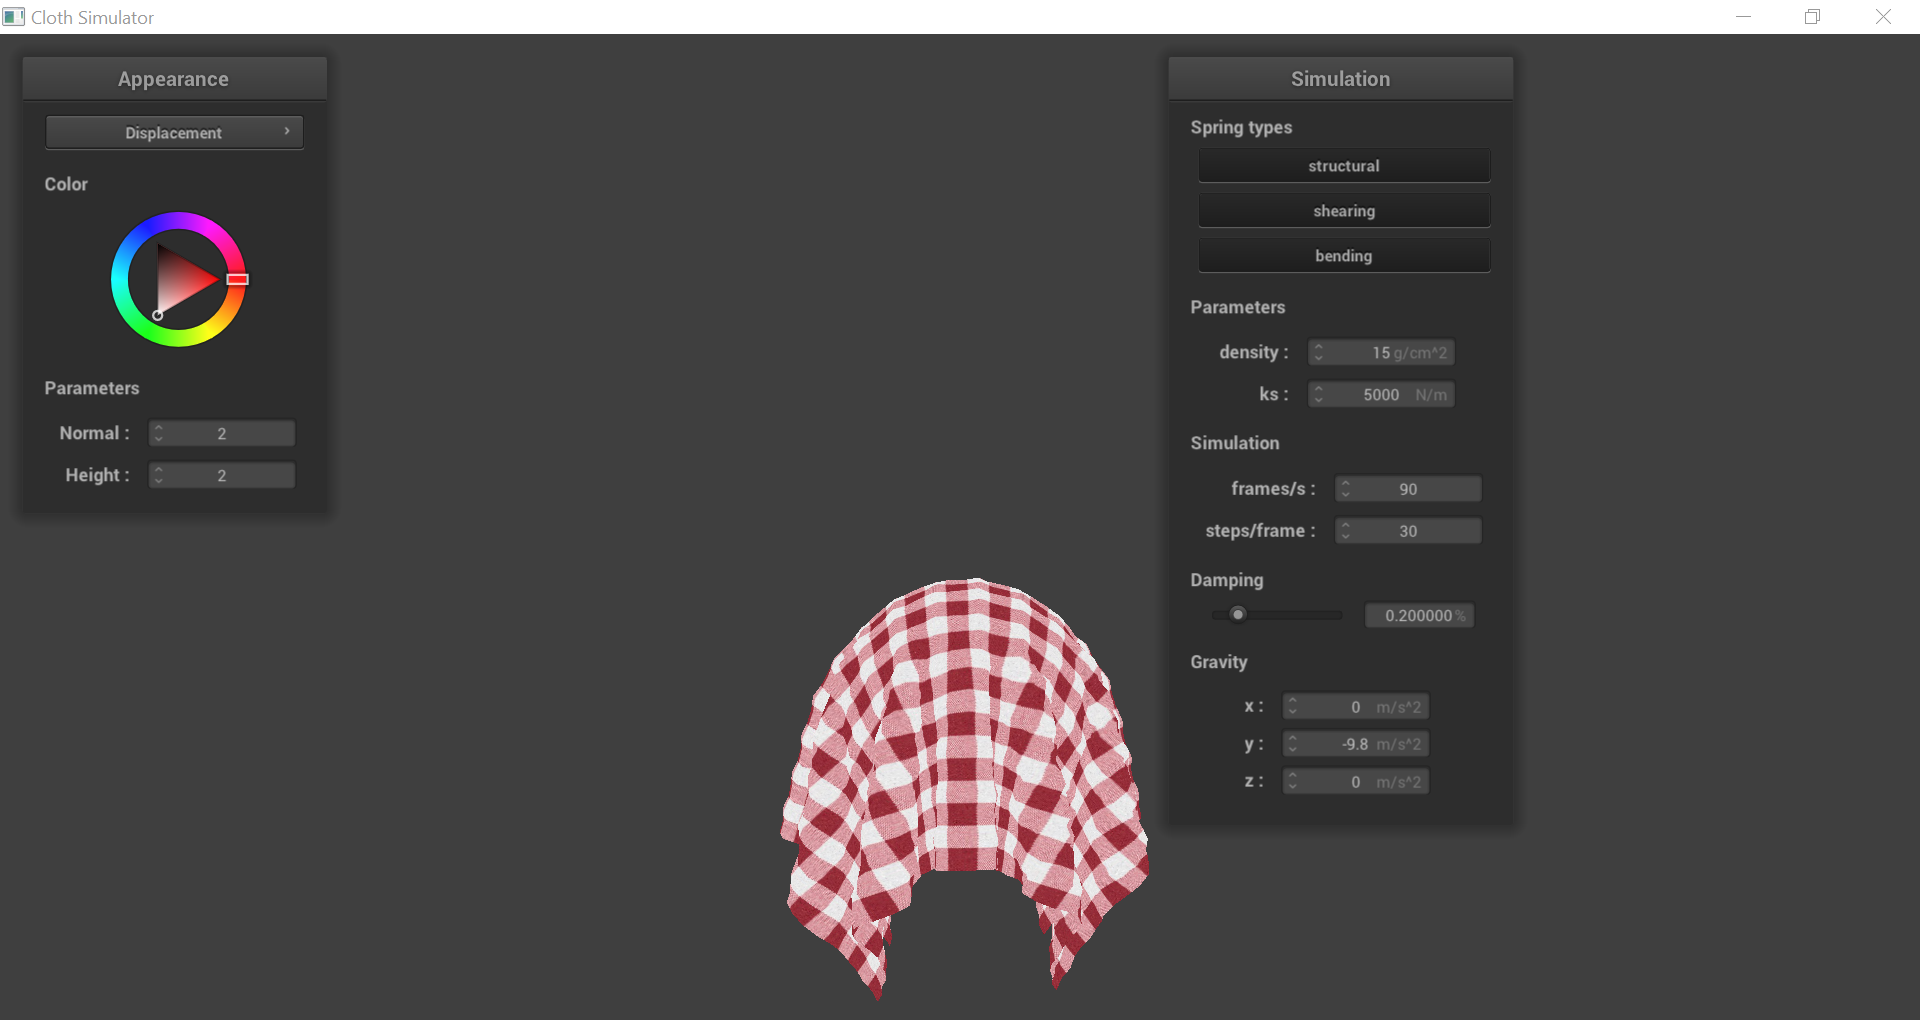 Cloth Simulator
Appearance
Displacement ›
Color
Parameters
Normal : 2
Height : 2
Simulation
Spring types
structural
shearing
bending
Parameters
density : 15 g/cm^2
ks : 5000 N/m
Simulation
frames/s : 90
steps/frame : 30
Damping
0.200000 %
Gravity
x : 0 m/s^2
y : -9.8 m/s^2
z : 0 m/s^2